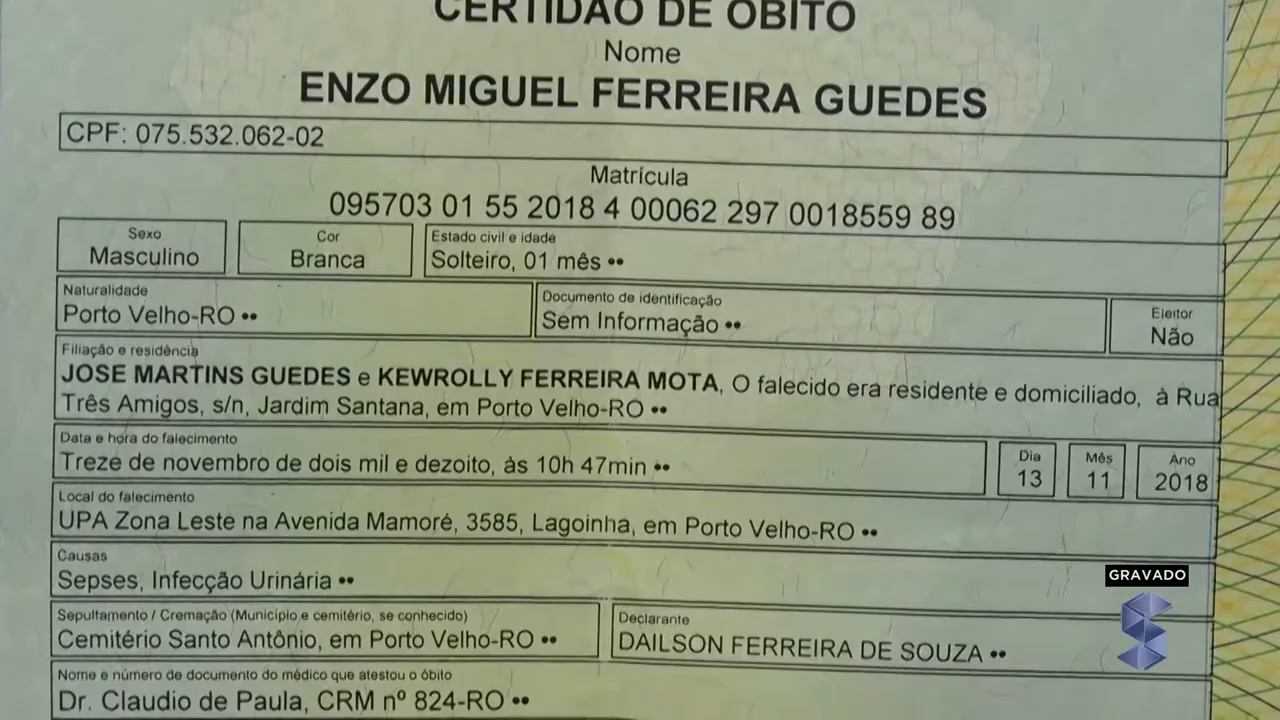 CERTIDÃO DE ÓBITO
Nome
ENZO MIGUEL FERREIRA GUEDES
CPF: 075.532.062-02
Matrícula
095703 01 55 2018 4 00062 297 0018559 89
Sexo
Masculino
Cor
Branca
Estado civil e idade
Solteiro, 01 mês ••
Naturalidade
Porto Velho-RO ••
Documento de identificação
Sem Informação ••
Eleitor
Não
Filiação e residência
JOSE MARTINS GUEDES e KEWROLLY FERREIRA MOTA, O falecido era residente e domiciliado, à Rua
Três Amigos, s/n, Jardim Santana, em Porto Velho-RO ••
Data e hora do falecimento
Treze de novembro de dois mil e dezoito, às 10h 47min ••
Dia
13
Mês
11
Ano
2018
Local do falecimento
UPA Zona Leste na Avenida Mamoré, 3585, Lagoinha, em Porto Velho-RO ••
Causas
Sepses, Infecção Urinária ••
GRAVADO
Sepultamento / Cremação (Município e cemitério, se conhecido)
Cemitério Santo Antônio, em Porto Velho-RO ••
Declarante
DAILSON FERREIRA DE SOUZA ••
Nome e número de documento do médico que atestou o óbito
Dr. Claudio de Paula, CRM nº 824-RO ••